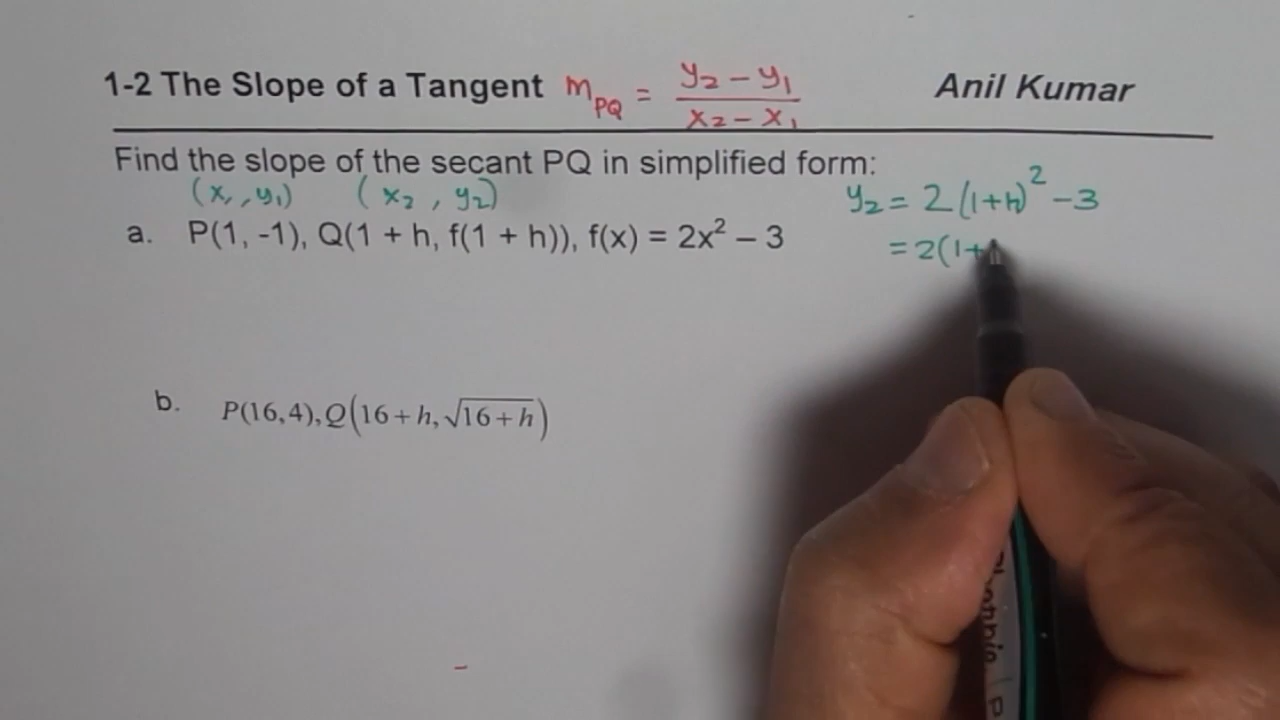 1-2 The Slope of a Tangent m_PQ = (y₂ – y₁)/(x₂ – x₁) Anil Kumar
Find the slope of the secant PQ in simplified form:
(x₁, y₁) (x₂, y₂) y₂ = 2(1+h)² – 3
a. P(1, -1), Q(1 + h, f(1 + h)), f(x) = 2x² – 3 = 2(1+
b. P(16,4), Q(16+h, √(16+h))